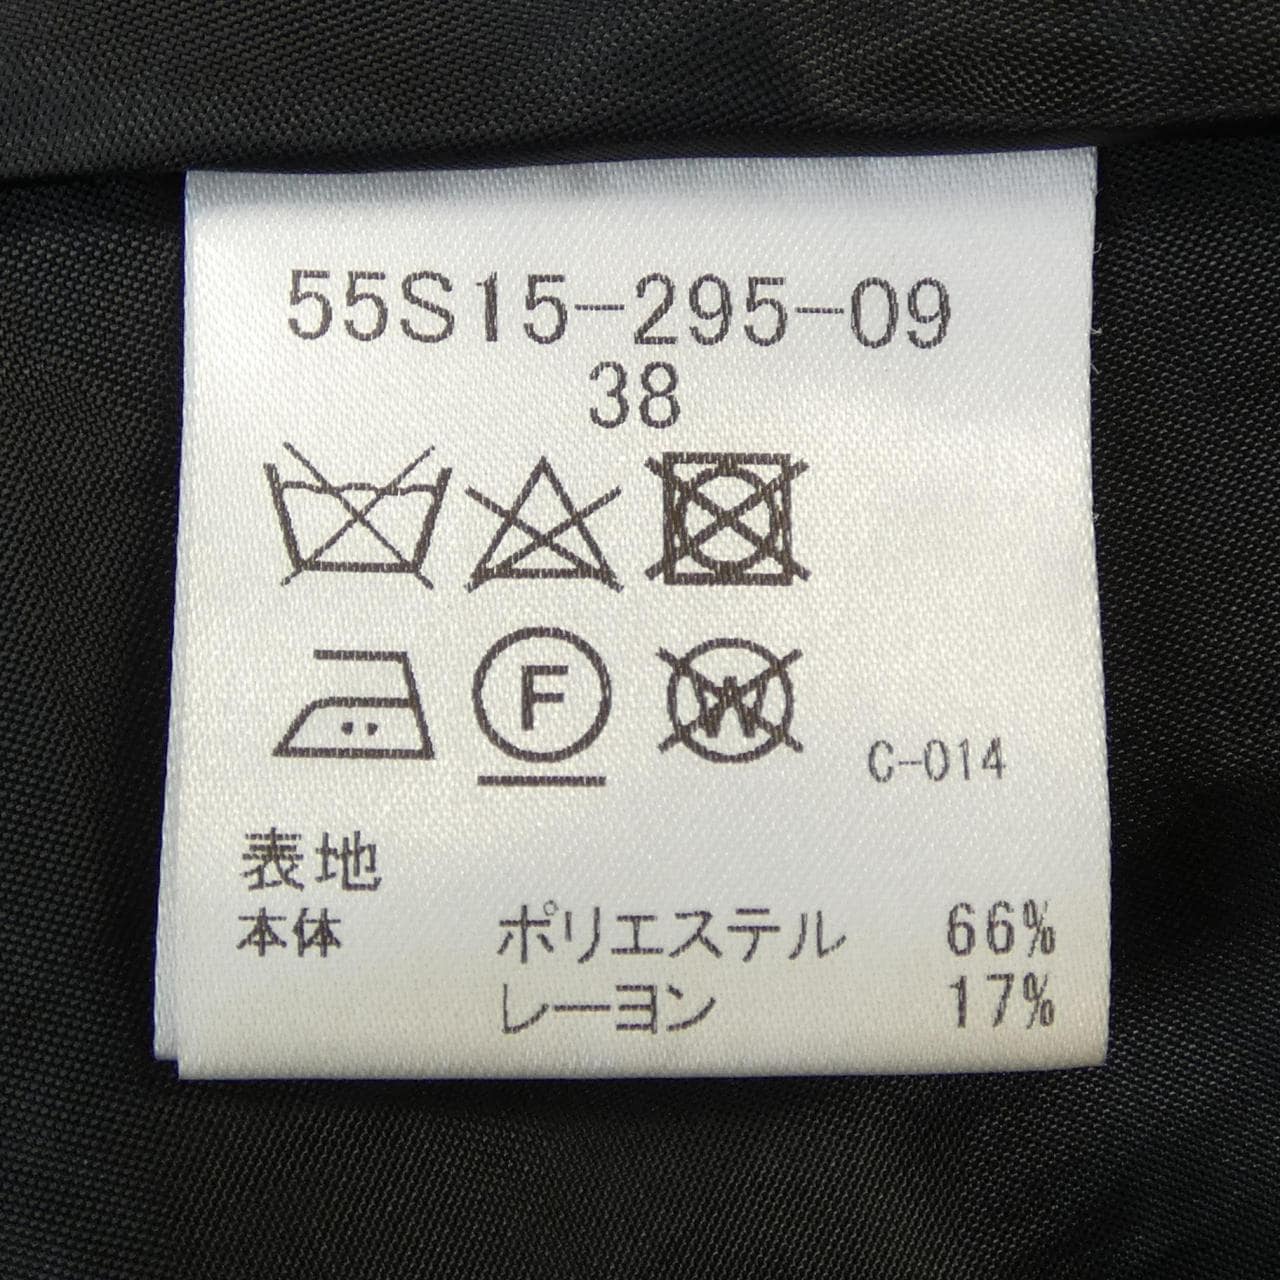 55S15-295-09
38
F W
C-014
表地
本体 ポリエステル 66%
レーヨン 17%